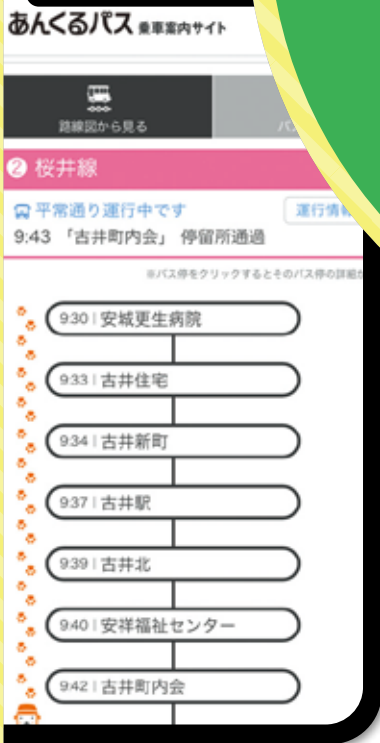 あんくるバス 乗車案内サイト
路線図から見る
バス
2 桜井線
平常通り運行中です
運行情報
9:43 「古井町内会」 停留所通過
※バス停をクリックするとそのバス停の詳細が
9:30 | 安城更生病院
9:33 | 古井住宅
9:34 | 古井新町
9:37 | 古井駅
9:39 | 古井北
9:40 | 安祥福祉センター
9:42 | 古井町内会